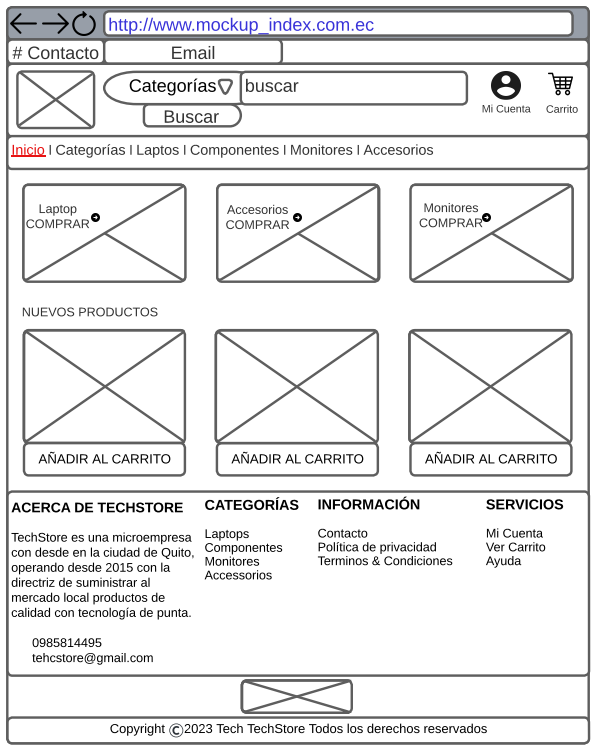 http://www.mockup_index.com.ec
# Contacto Email
Categorías buscar
Buscar
Mi Cuenta Carrito
Inicio I Categorías I Laptos I Componentes I Monitores I Accesorios
Laptop
COMPRAR
Accesorios
COMPRAR
Monitores
COMPRAR
NUEVOS PRODUCTOS
AÑADIR AL CARRITO AÑADIR AL CARRITO AÑADIR AL CARRITO
ACERCA DE TECHSTORE
TechStore es una microempresa
con desde en la ciudad de Quito,
operando desde 2015 con la
directriz de suministrar al
mercado local productos de
calidad con tecnología de punta.
0985814495
tehcstore@gmail.com
CATEGORÍAS
Laptops
Componentes
Monitores
Accesorios
INFORMACIÓN
Contacto
Política de privacidad
Terminos & Condiciones
SERVICIOS
Mi Cuenta
Ver Carrito
Ayuda
Copyright ©2023 Tech TechStore Todos los derechos reservados